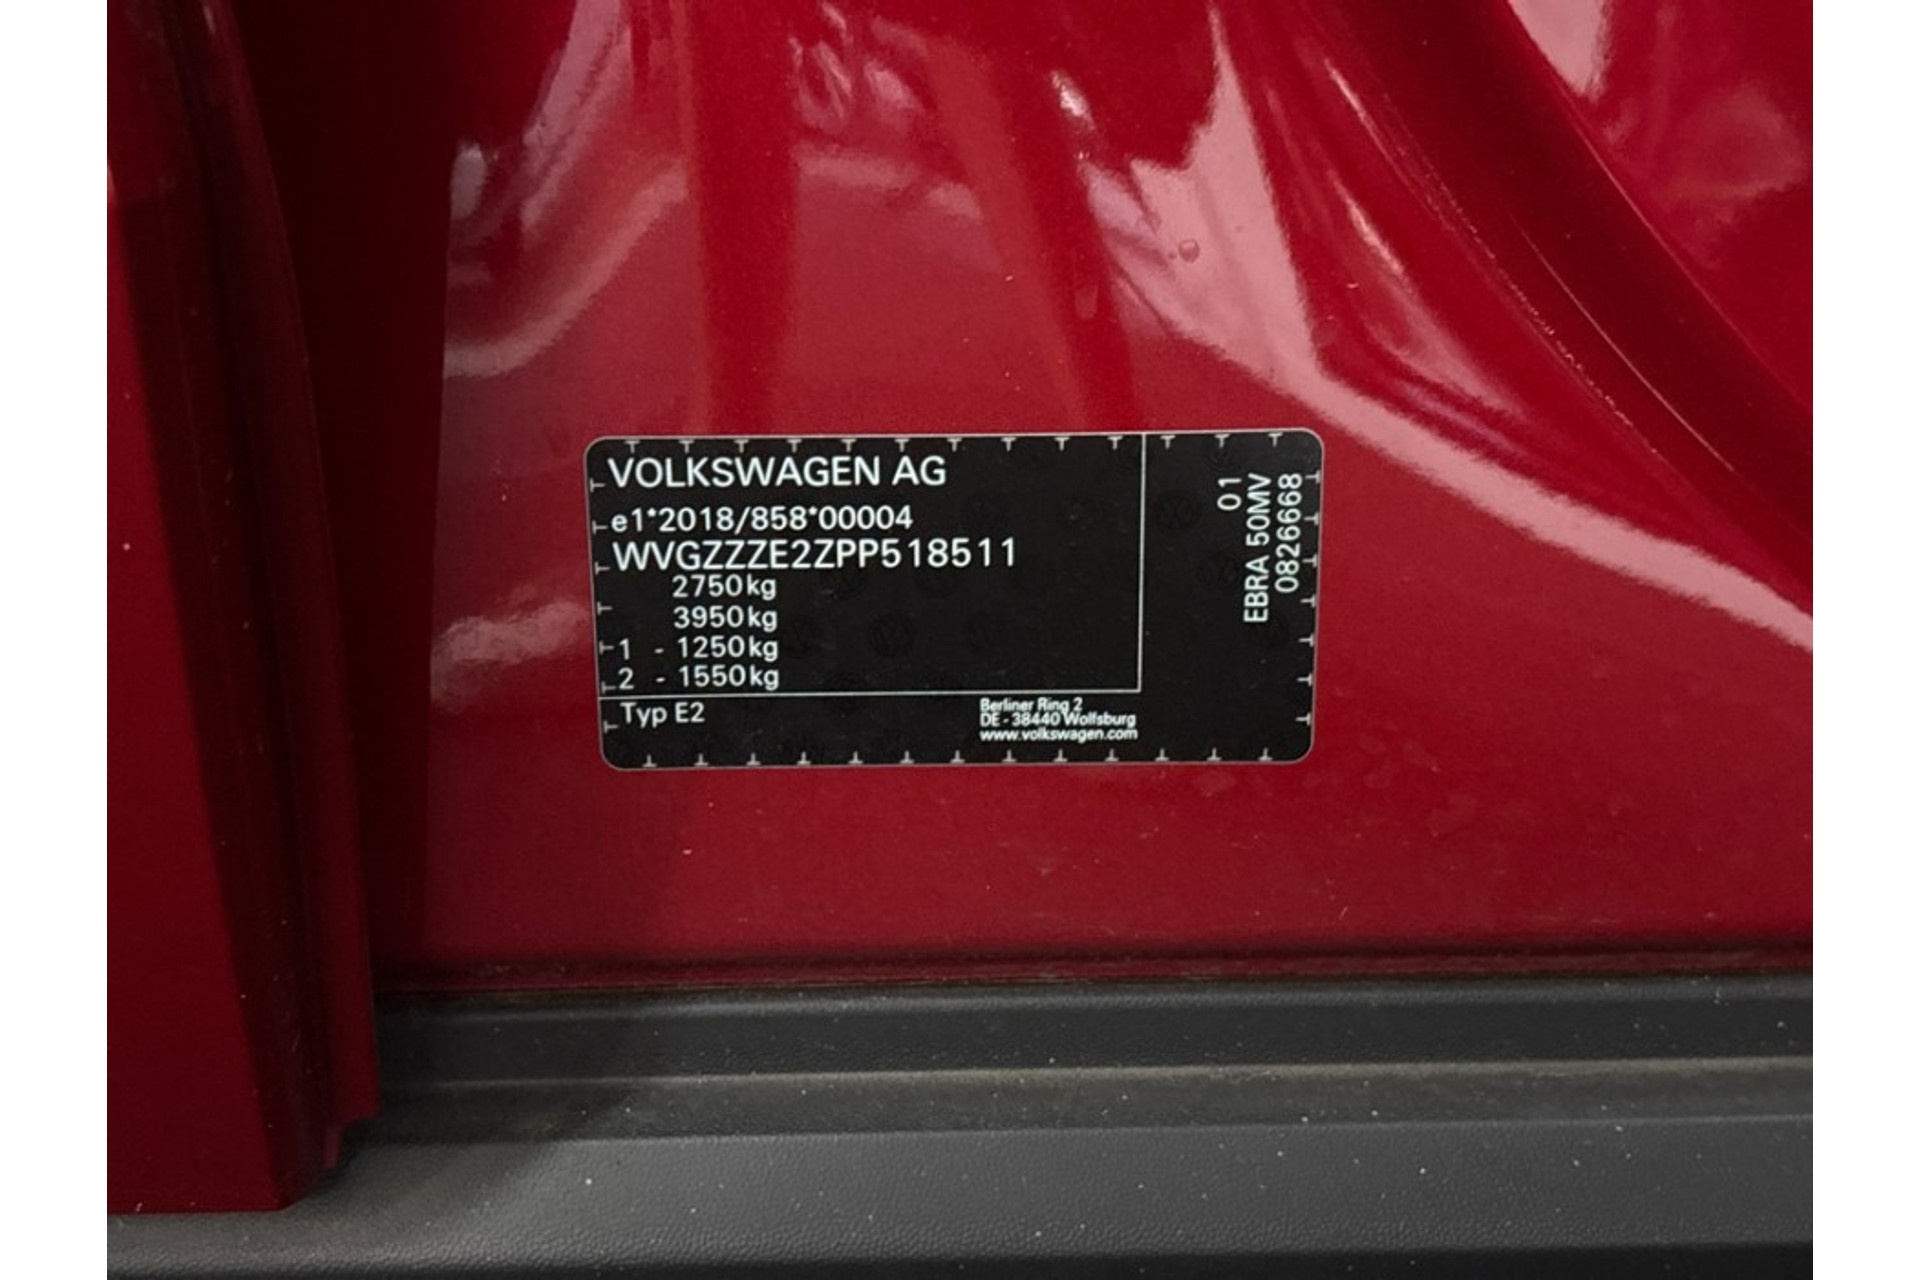 VOLKSWAGEN AG
e1*2018/858*00004
WVGZZZE2ZPP518511
2750kg
3950kg
1 - 1250kg
2 - 1550kg
Typ E2
Berliner Ring 2
DE - 38440 Wolfsburg
www.volkswagen.com
01
EBRA 50MV
0826668